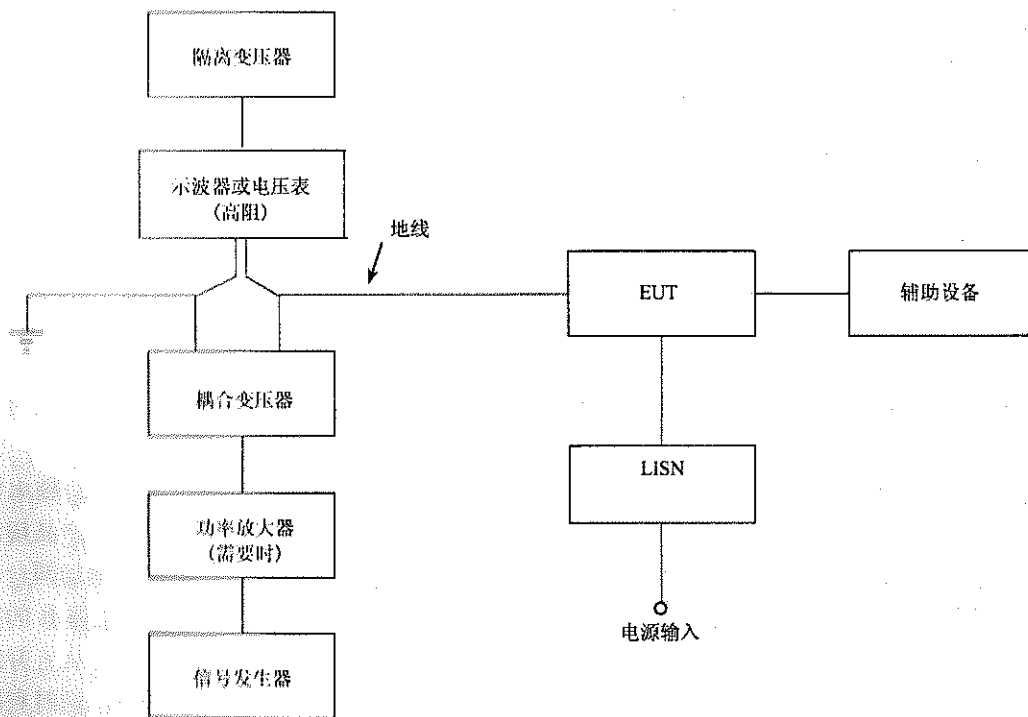 隔离变压器
示波器或电压表
(高阻)
地线
EUT
辅助设备
耦合变压器
LISN
功率放大器
(需要时)
电源输入
信号发生器